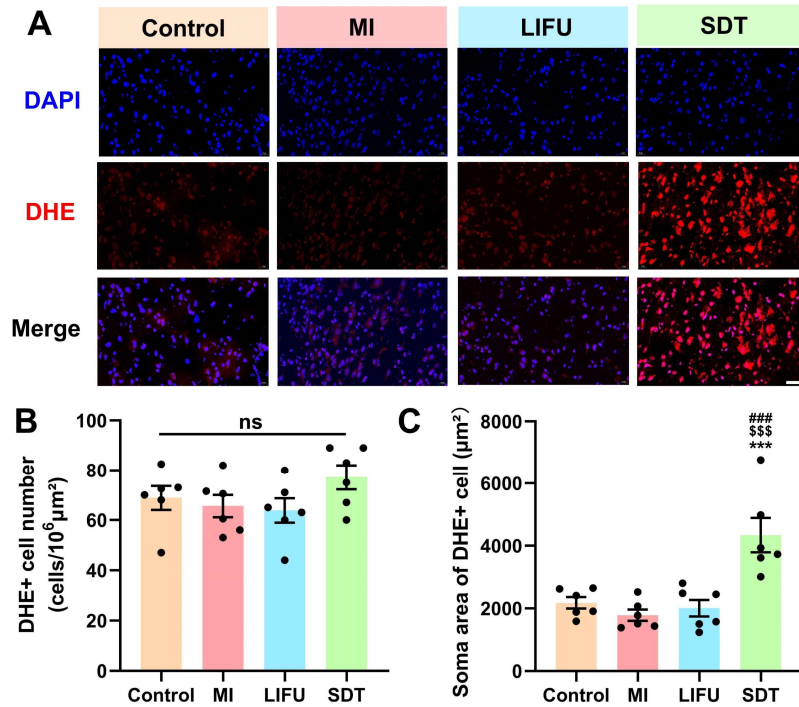 A
Control MI LIFU SDT
DAPI
DHE
Merge
B
ns
DHE+ cell number
(cells/10⁶µm²)
100
80
60
40
20
0
Control MI LIFU SDT
C
###
$$$
***
Soma area of DHE+ cell (µm²)
8000
6000
4000
2000
0
Control MI LIFU SDT